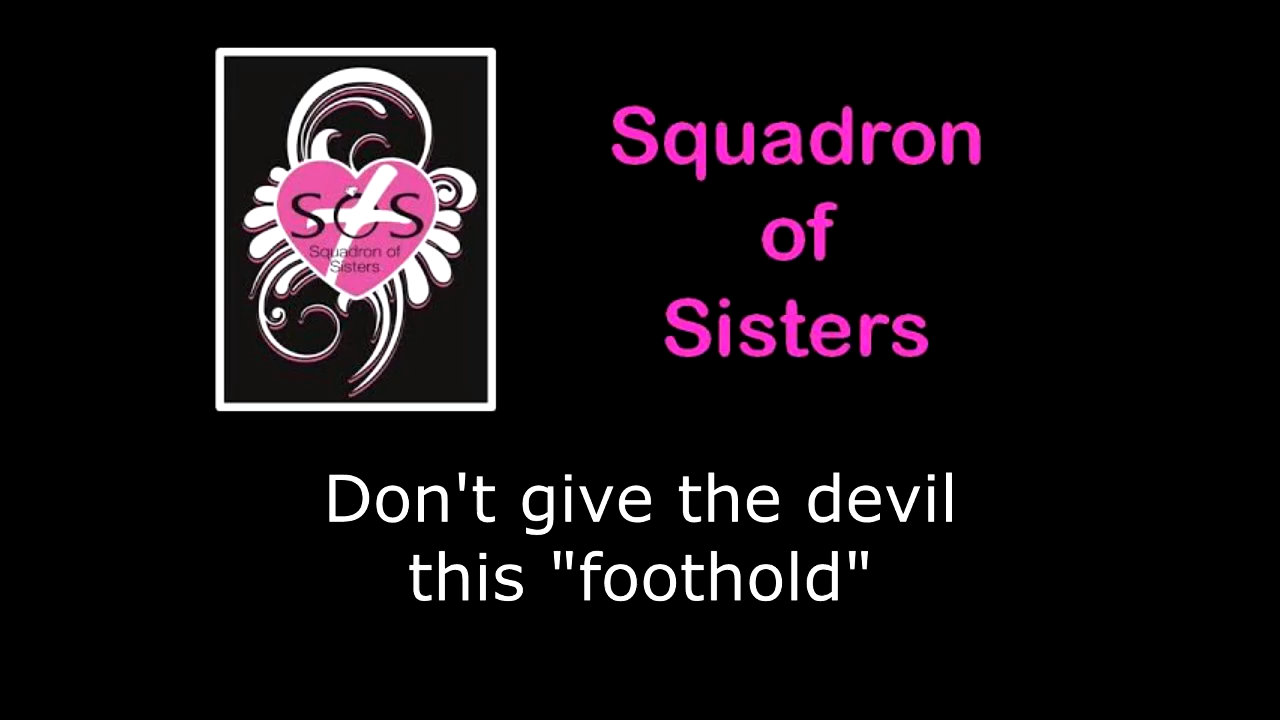 SOS
Squadron of
Sisters
Squadron
of
Sisters
Don't give the devil
this "foothold"